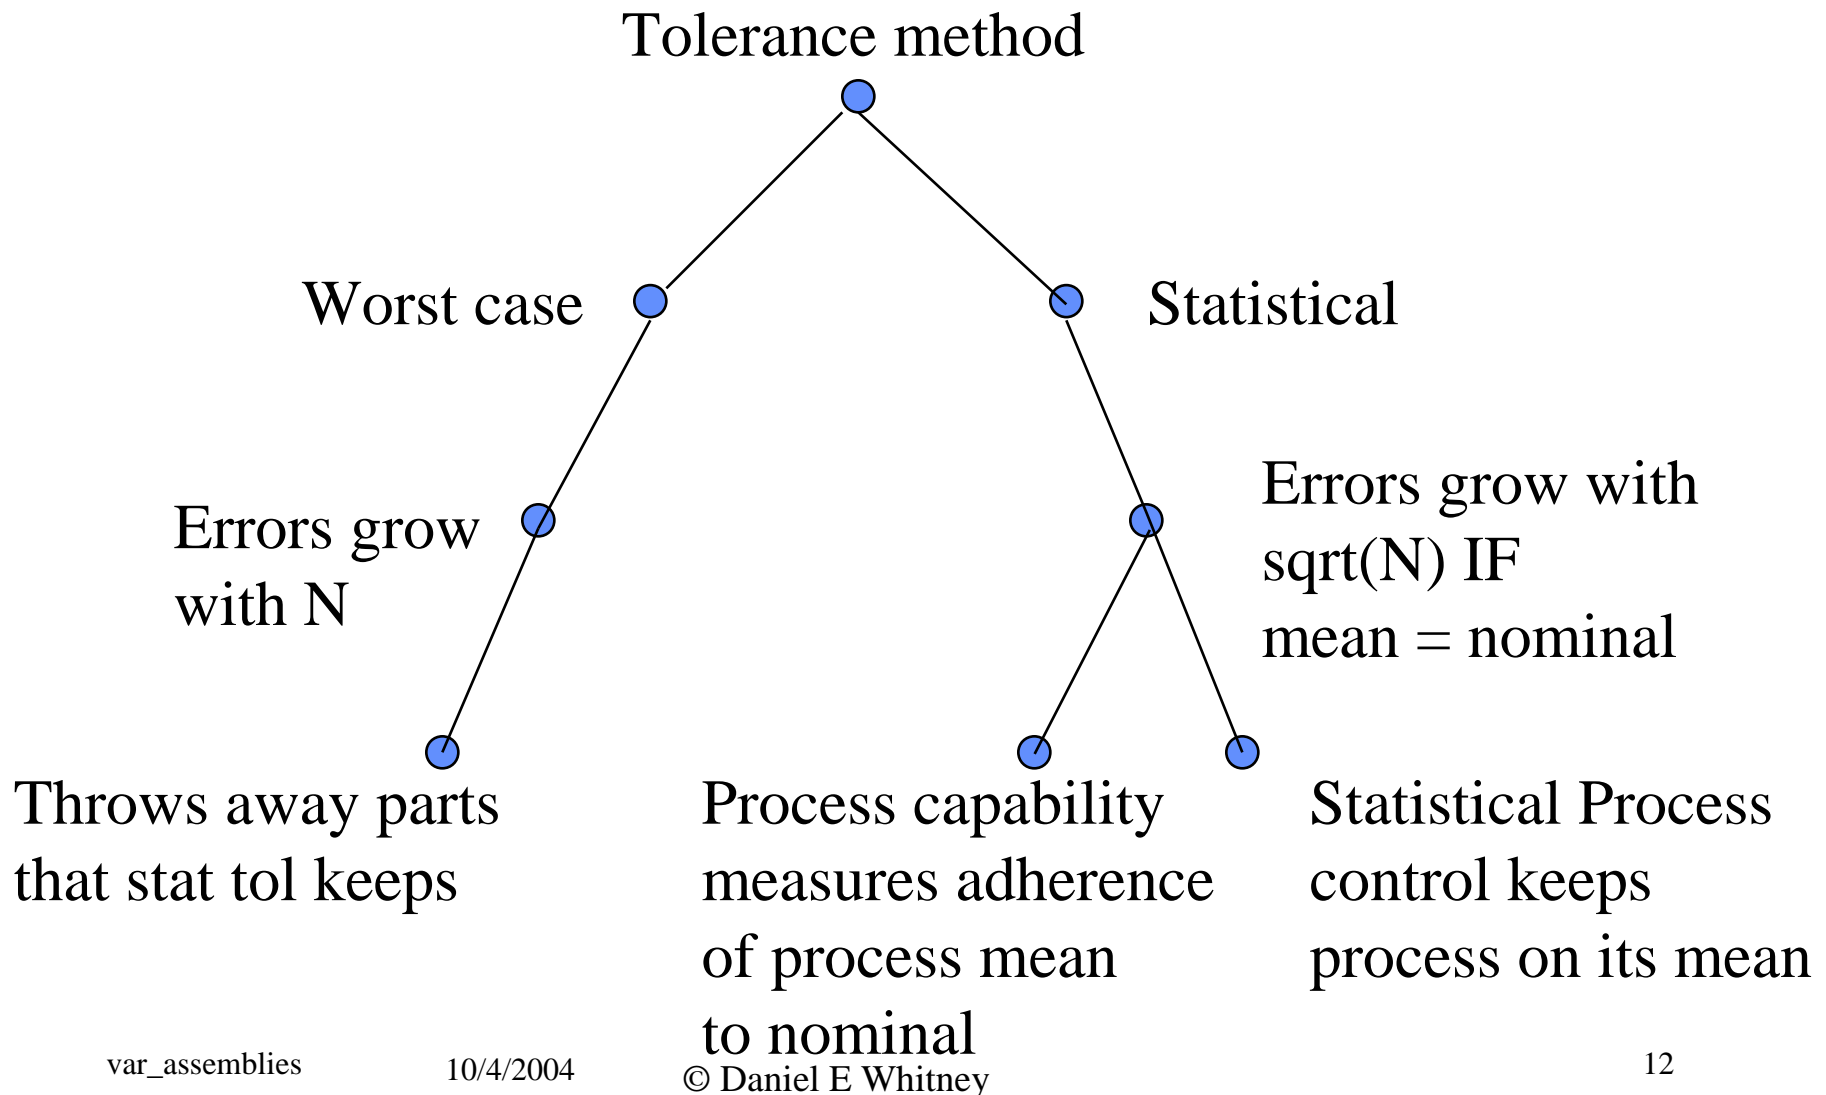 Tolerance method
Worst case
Statistical
Errors grow
with N
Errors grow with
sqrt(N) IF
mean = nominal
Throws away parts
that stat tol keeps
Process capability
measures adherence
of process mean
to nominal
Statistical Process
control keeps
process on its mean
var_assemblies
10/4/2004
© Daniel E Whitney
12